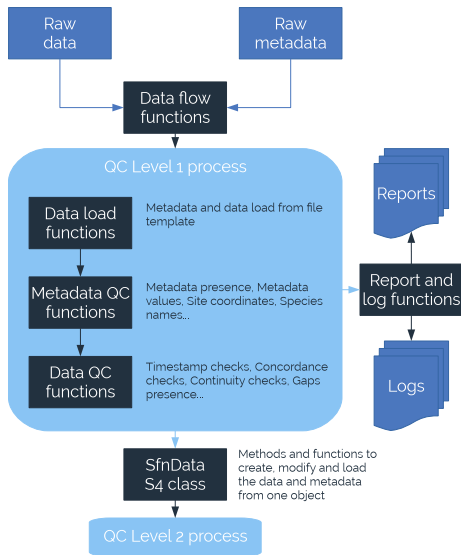 Raw
data
Raw
metadata
Data flow
functions
QC Level 1 process
Data load
functions
Metadata and data load from file
template
Metadata QC
functions
Metadata presence, Metadata
values, Site coordinates, Species
names...
Data QC
functions
Timestamp checks, Concordance
checks, Continuity checks, Gaps
presence...
Reports
Report and
log functions
Logs
SfnData
S4 class
Methods and functions to
create, modify and load
the data and metadata
from one object
QC Level 2 process